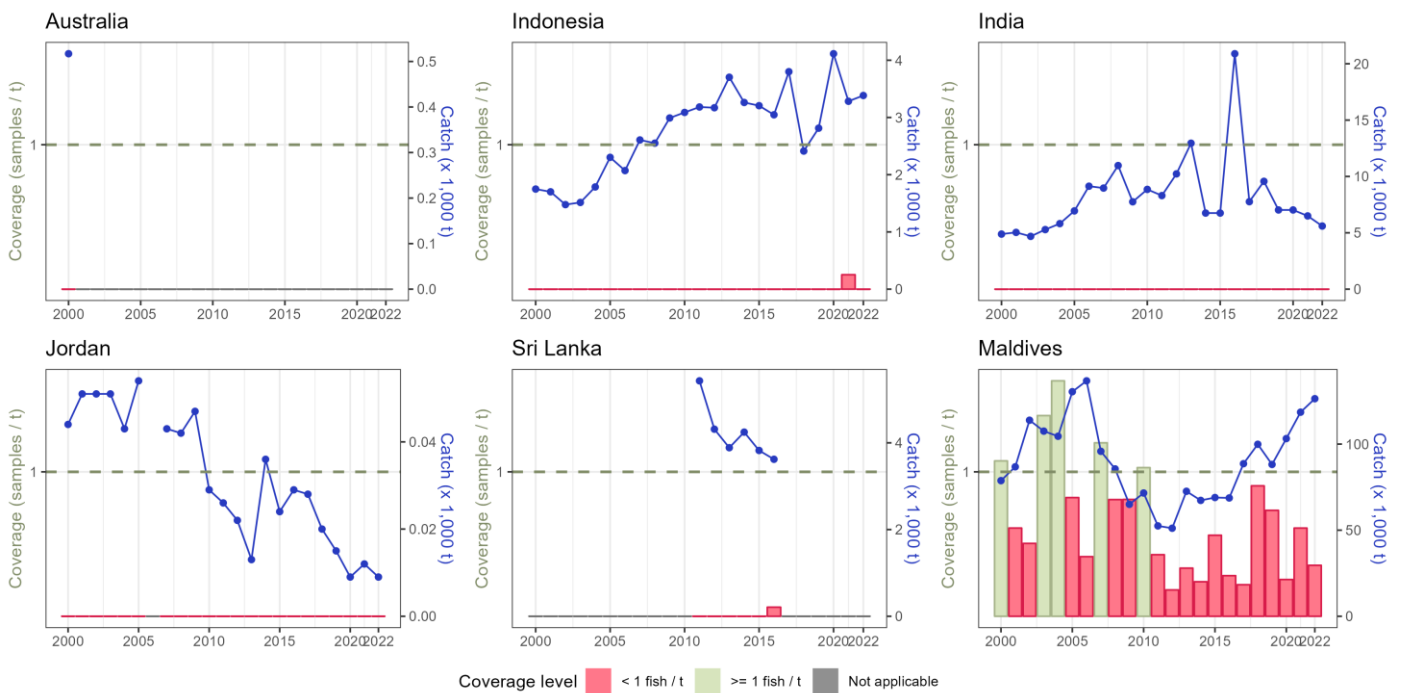 Australia
Coverage (samples / t)
1
0.5
0.4
0.3
0.2
0.1
0.0
Catch (x 1,000 t)
2000 2005 2010 2015 2020 2022
Indonesia
Coverage (samples / t)
1
4
3
2
1
0
Catch (x 1,000 t)
2000 2005 2010 2015 2020 2022
India
Coverage (samples / t)
1
20
15
10
5
0
Catch (x 1,000 t)
2000 2005 2010 2015 2020 2022
Jordan
Coverage (samples / t)
1
0.04
0.02
0.00
Catch (x 1,000 t)
2000 2005 2010 2015 2020 2022
Sri Lanka
Coverage (samples / t)
1
4
2
0
Catch (x 1,000 t)
2000 2005 2010 2015 2020 2022
Maldives
Coverage (samples / t)
1
100
50
0
Catch (x 1,000 t)
2000 2005 2010 2015 2020 2022
Coverage level < 1 fish / t >= 1 fish / t Not applicable